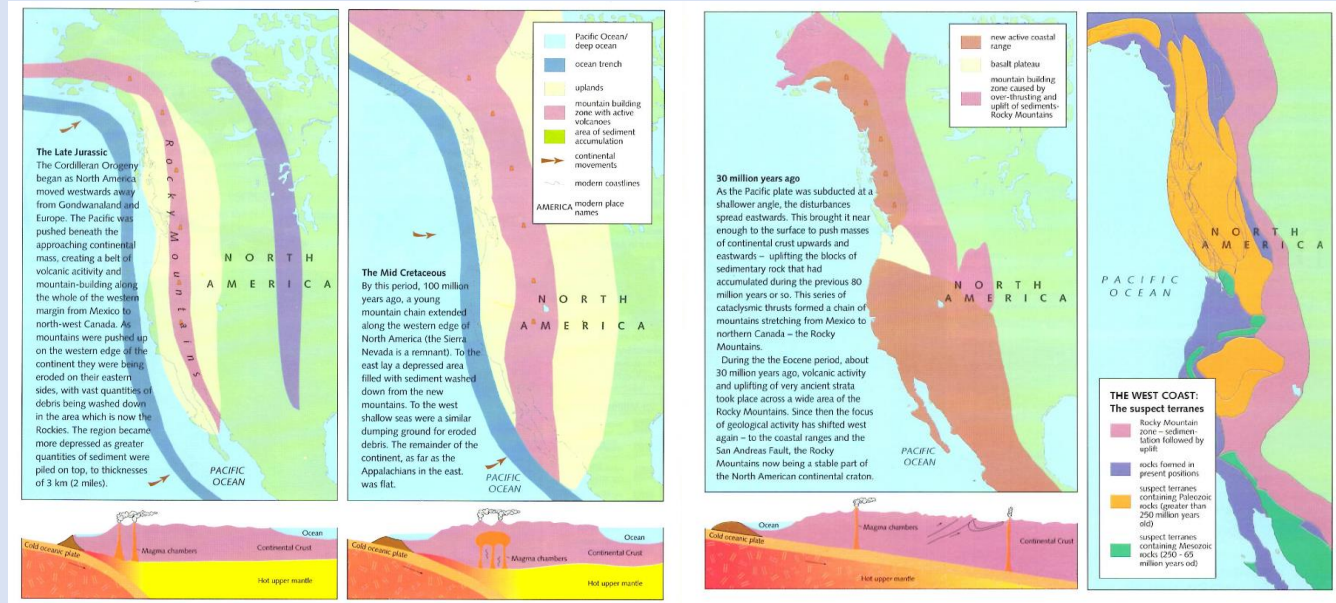 The Late Jurassic
The Cordilleran Orogeny
began as North America
moved westwards away
from Gondwanaland and
Europe. The Pacific was
pushed beneath the
approaching continental
mass, creating a belt of
volcanic acitivity and
mountain-building along
the whole of the western
margin from Mexico to
north-west Canada. As
mountains were pushed up
on the western edge of the
continent they were being
eroded on their eastern
sides, with vast quantities of
debris being washed down
in the area which is now the
Rockies. The region became
more depressed as greater
quantities of sediment were
piled on top, to thicknesses
of 3 km (2 miles).
Rocky Mountains
NORTH
AMERICA
PACIFIC
OCEAN
Ocean
Cold oceanic plate
Magma chambers
Continental Crust
Hot upper mantle
Pacific Ocean/
deep ocean
ocean trench
uplands
mountain building
zone with active
volcanoes
area of sediment
accumulation
continental
movements
modern coastlines
AMERICA modern place
names
The Mid Cretaceous
By this period, 100 million
years ago, a young
mountain chain extended
along the western edge of
North America (the Sierra
Nevada is a remnant). To the
east lay a depressed area
filled with sediment washed
down from the new
mountains. To the west
shallow seas were a similar
dumping ground for eroded
debris. The remainder of the
continent, as far as the
Appalachians in the east.
was flat.
NORTH
AMERICA
PACIFIC
OCEAN
Ocean
Cold oceanic plate
Magma chambers
Continental Crust
Hot upper mantle
new active coastal
range
basalt plateau
mountain building
zone caused by
over-thrusting and
uplift of sediments-
Rocky Mountains
30 million years ago
As the Pacific plate was subducted at a
shallower angle, the disturbances
spread eastwards. This brought it near
enough to the surface to push masses
of continental crust upwards and
eastwards – uplifting the blocks of
sedimentary rock that had
accumulated during the previous 80
million years or so. This series of
cataclysmic thrusts formed a chain of
mountains stretching from Mexico to
northern Canada – the Rocky
Mountains.
During the the Eocene period, about
30 million years ago, volcanic activity
and uplifting of very ancient strata
took place across a wide area of the
Rocky Mountains. Since then the focus
of geological activity has shifted west
again – to the coastal ranges and the
San Andreas Fault, the Rocky
Mountains now being a stable part of
the North American continental craton.
NORTH
AMERICA
PACIFIC
OCEAN
Ocean
Cold oceanic plate
Magma chambers
Continental Crust
Hot upper mantle
NORTH
AMERICA
PACIFIC
OCEAN
THE WEST COAST:
The suspect terranes
Rocky Mountain
zone – sedimen-
tation followed by
uplift
rocks formed in
present positions
suspect terranes
containing Paleozoic
rocks (greater than
250 million years
old)
suspect terranes
containing Mesozoic
rocks (250 - 65
million years od)